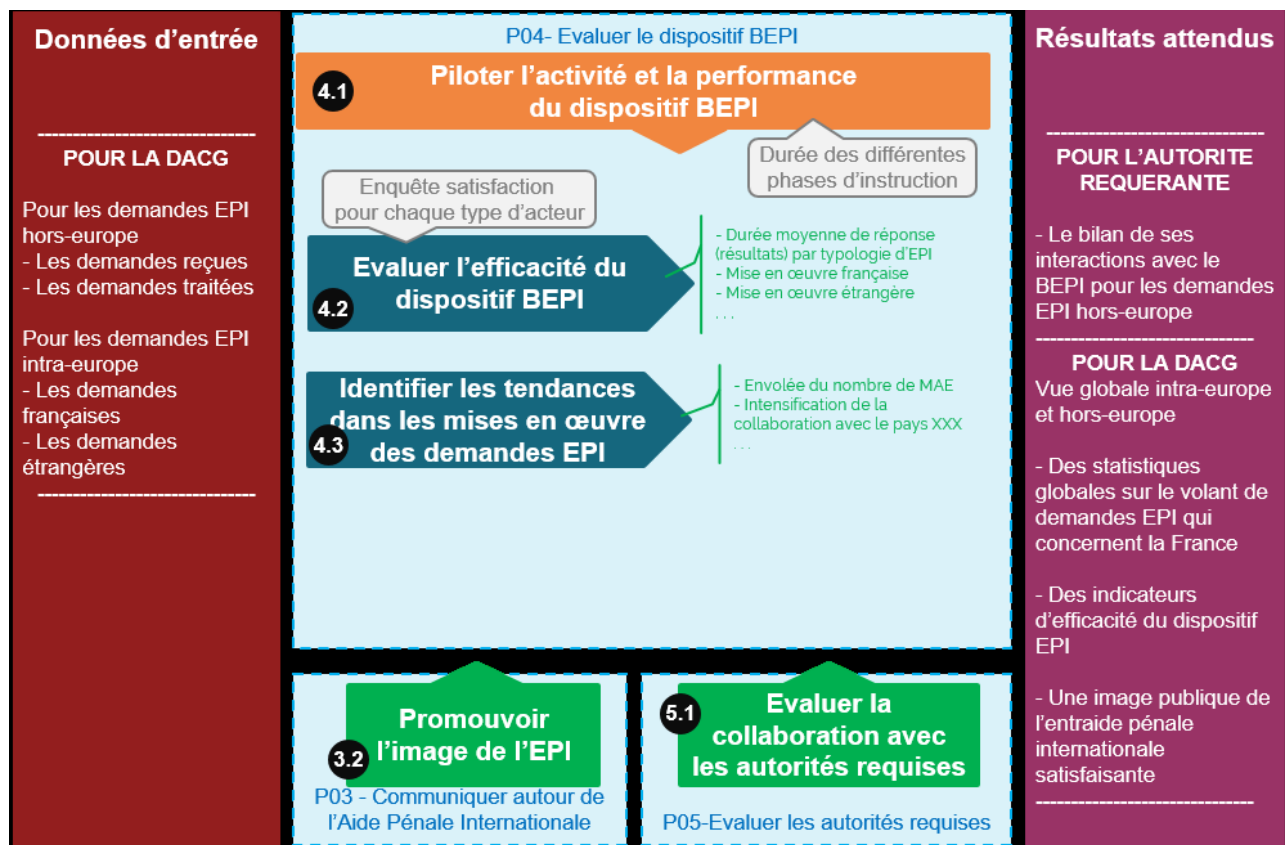 Données d'entrée
------------------------------
POUR LA DACG
Pour les demandes EPI
hors-europe
- Les demandes reçues
- Les demandes traitées
Pour les demandes EPI
intra-europe
- Les demandes
françaises
- Les demandes
étrangères
------------------------------
P04- Evaluer le dispositif BEPI
4.1
Piloter l'activité et la performance
du dispositif BEPI
Durée des différentes
phases d'instruction
Enquête satisfaction
pour chaque type d'acteur
4.2
Evaluer l'efficacité du
dispositif BEPI
- Durée moyenne de réponse
(résultats) par typologie d'EPI
- Mise en œuvre française
- Mise en œuvre étrangère
. . .
4.3
Identifier les tendances
dans les mises en œuvre
des demandes EPI
- Envolée du nombre de MAE
- Intensification de la
collaboration avec le pays XXX
. . .
3.2
Promouvoir
l'image de l'EPI
P03 - Communiquer autour de
l'Aide Pénale Internationale
5.1
Evaluer la
collaboration avec
les autorités requises
P05-Evaluer les autorités requises
Résultats attendus
------------------------------
POUR L'AUTORITE
REQUERANTE
- Le bilan de ses
interactions avec le
BEPI pour les demandes
EPI hors-europe
------------------------------
POUR LA DACG
Vue globale intra-europe
et hors-europe
- Des statistiques
globales sur le volant de
demandes EPI qui
concernent la France
- Des indicateurs
d'efficacité du dispositif
EPI
- Une image publique de
l'entraide pénale
internationale
satisfaisante
------------------------------